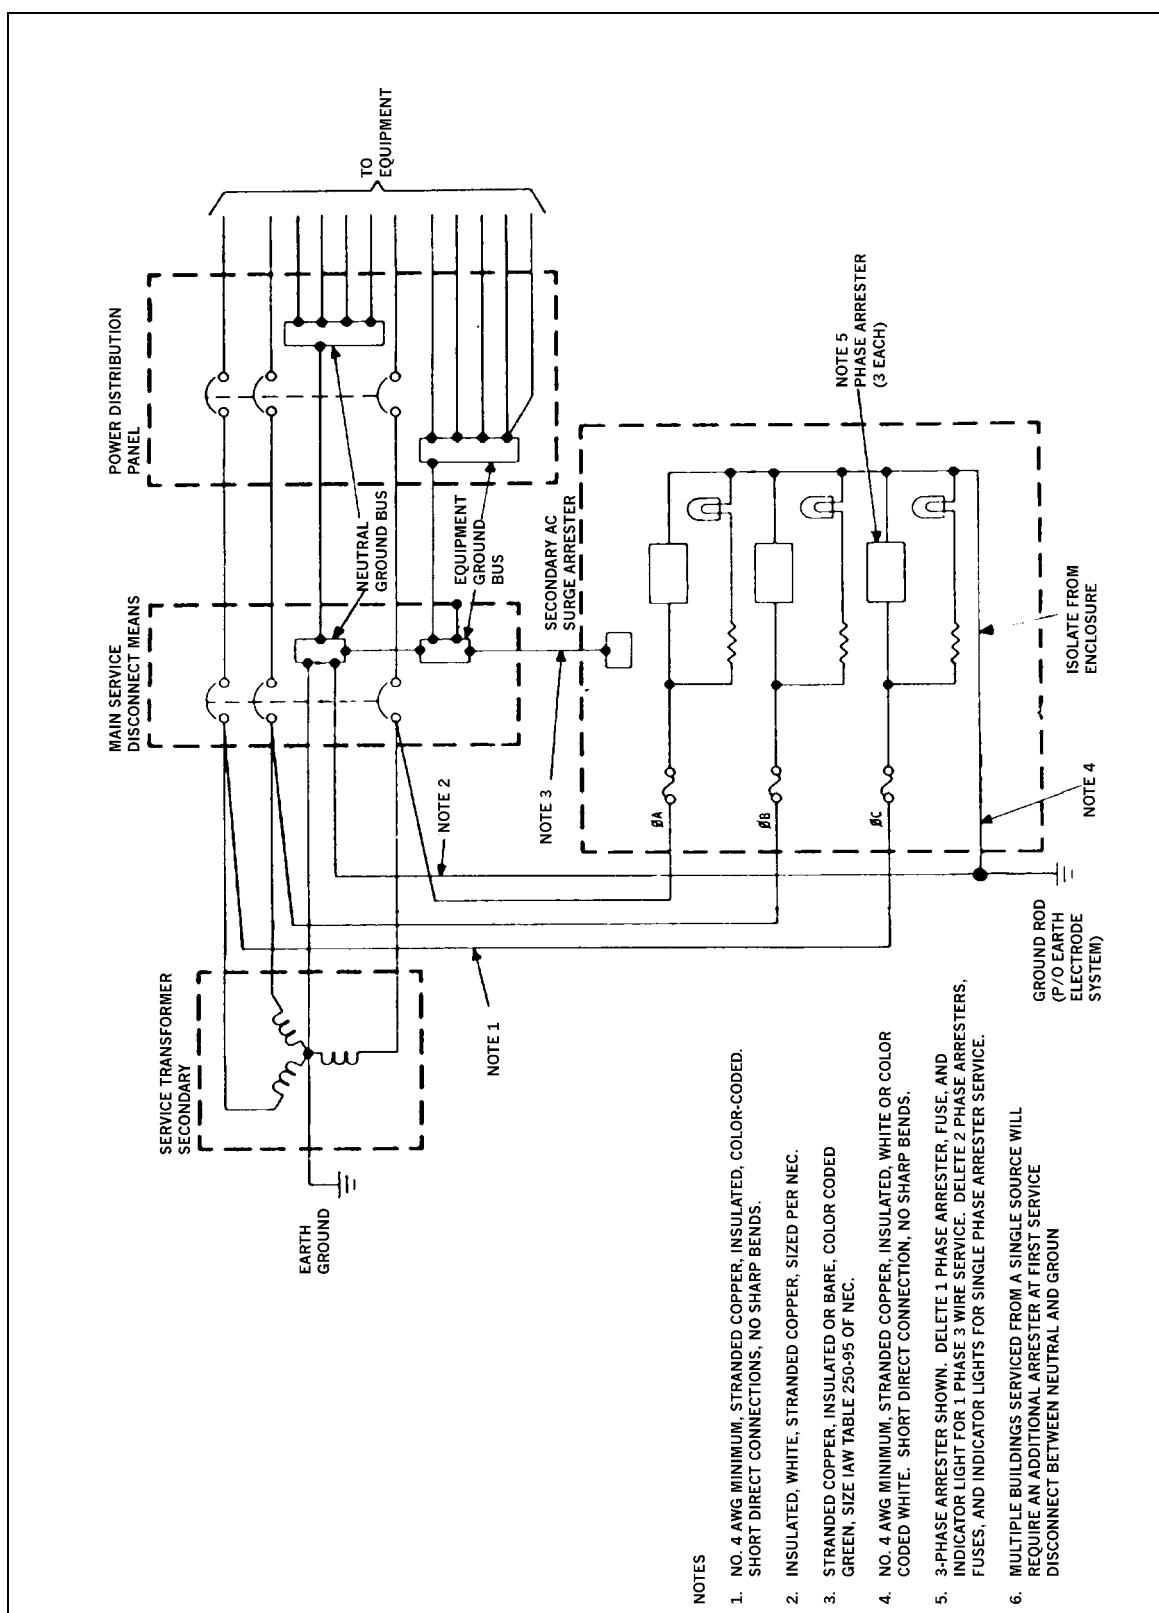 SERVICE TRANSFORMER
SECONDARY
MAIN SERVICE
DISCONNECT MEANS
POWER DISTRIBUTION
PANEL
TO
EQUIPMENT
EARTH
GROUND
NEUTRAL
GROUND BUS
EQUIPMENT
GROUND
BUS
NOTE 1
NOTE 2
NOTE 3
SECONDARY AC
SURGE ARRESTER
NOTE 5
PHASE ARRESTER
(3 EACH)
ØA
ØB
ØC
GROUND ROD
(P/O EARTH
ELECTRODE
SYSTEM)
NOTE 4
ISOLATE FROM
ENCLOSURE
NOTES
1. NO. 4 AWG MINIMUM, STRANDED COPPER, INSULATED, COLOR-CODED.
SHORT DIRECT CONNECTIONS, NO SHARP BENDS.
2. INSULATED, WHITE, STRANDED COPPER, SIZED PER NEC.
3. STRANDED COPPER, INSULATED OR BARE, COLOR CODED
GREEN, SIZE IAW TABLE 250-95 OF NEC.
4. NO. 4 AWG MINIMUM, STRANDED COPPER, INSULATED, WHITE OR COLOR
CODED WHITE. SHORT DIRECT CONNECTION, NO SHARP BENDS.
5. 3-PHASE ARRESTER SHOWN. DELETE 1 PHASE ARRESTER, FUSE, AND
INDICATOR LIGHT FOR 1 PHASE 3 WIRE SERVICE. DELETE 2 PHASE ARRESTERS,
FUSES, AND INDICATOR LIGHTS FOR SINGLE PHASE ARRESTER SERVICE.
6. MULTIPLE BUILDINGS SERVICED FROM A SINGLE SOURCE WILL
REQUIRE AN ADDITIONAL ARRESTER AT FIRST SERVICE
DISCONNECT BETWEEN NEUTRAL AND GROUN